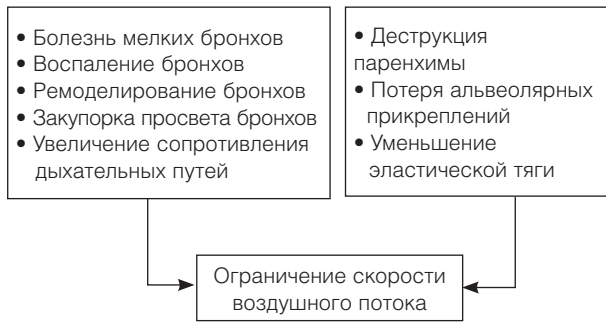 • Болезнь мелких бронхов
• Воспаление бронхов
• Ремоделирование бронхов
• Закупорка просвета бронхов
• Увеличение сопротивления
дыхательных путей
• Деструкция
паренхимы
• Потеря альвеолярных
прикреплений
• Уменьшение
эластической тяги
Ограничение скорости
воздушного потока